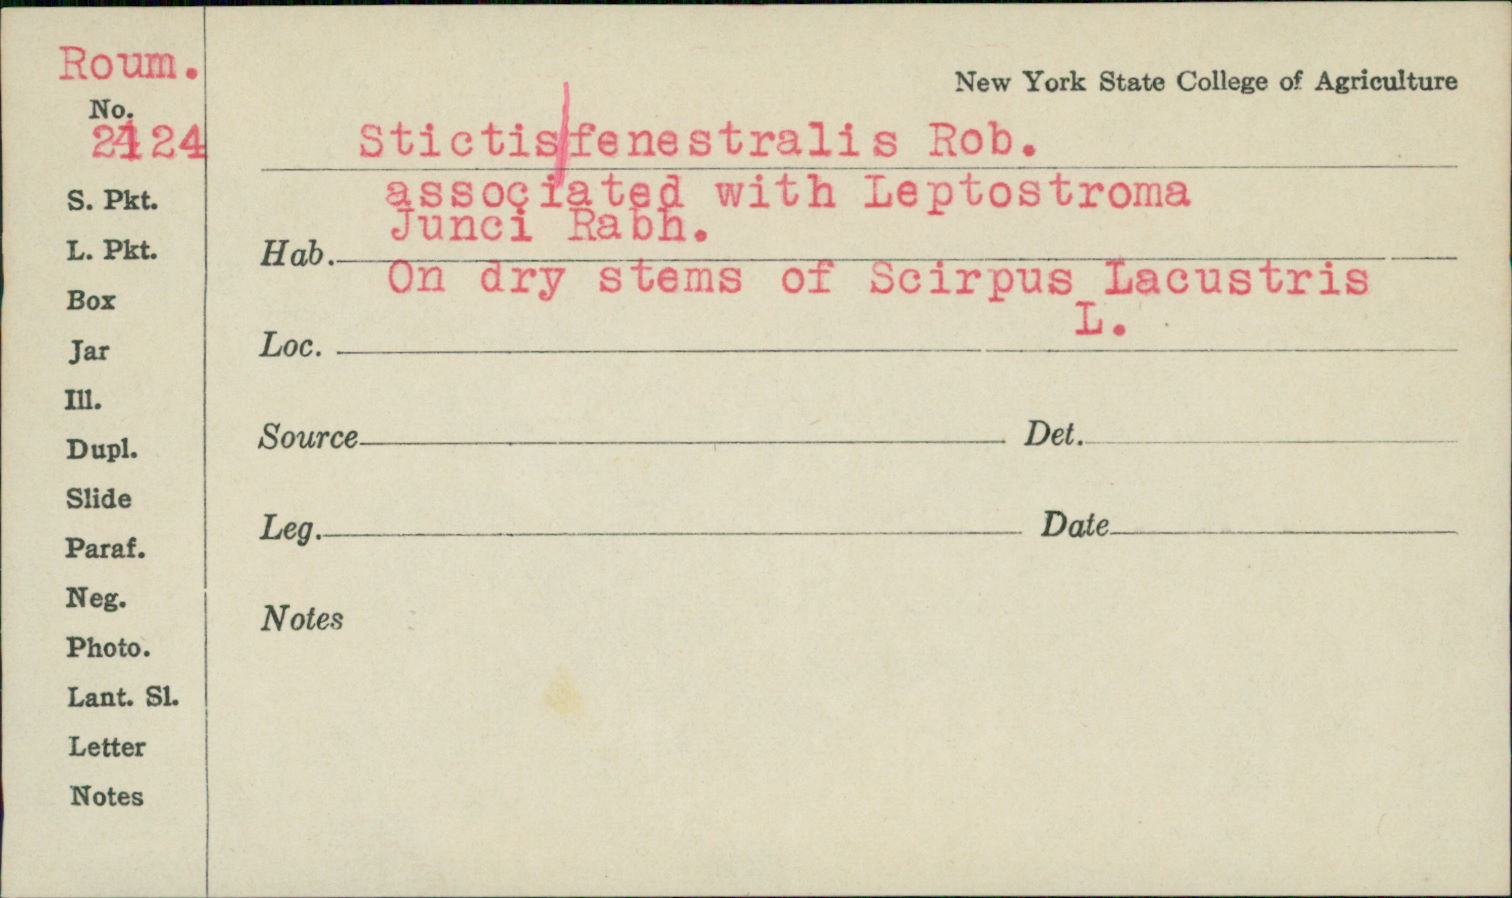 Roum.
New York State College of Agriculture
No.
24
Stictis fenestralis Rob.
S. Pkt.
associated with Leptostroma
Junci Rabh.
L. Pkt.
Hab.
On dry stems of Scirpus Lacustris
Box
L.
Jar
Loc.
Ill.
Dupl.
Source Det.
Slide
Leg. Date
Paraf.
Neg.
Notes
Photo.
Lant. Sl.
Letter
Notes